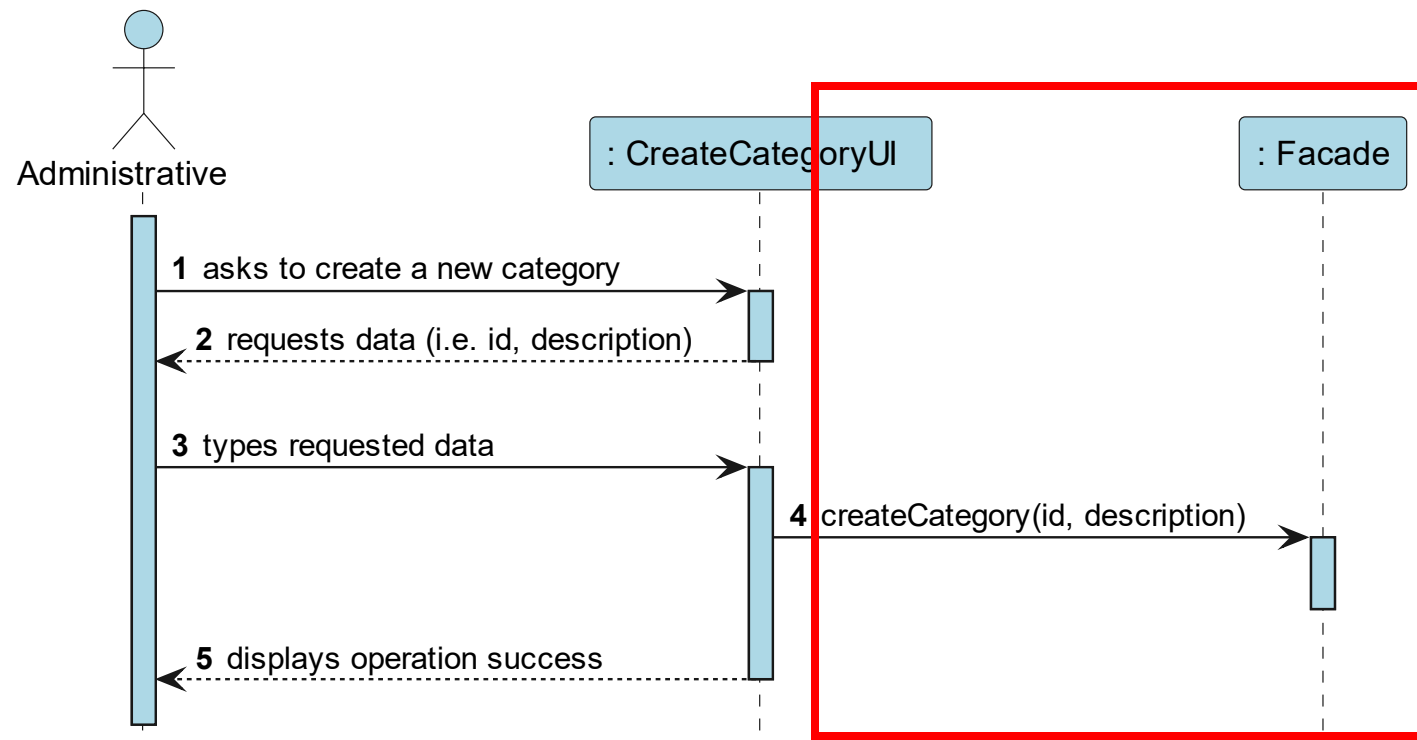 Administrative
: CreateCategoryUI
: Facade
1 asks to create a new category
2 requests data (i.e. id, description)
3 types requested data
4 createCategory(id, description)
5 displays operation success